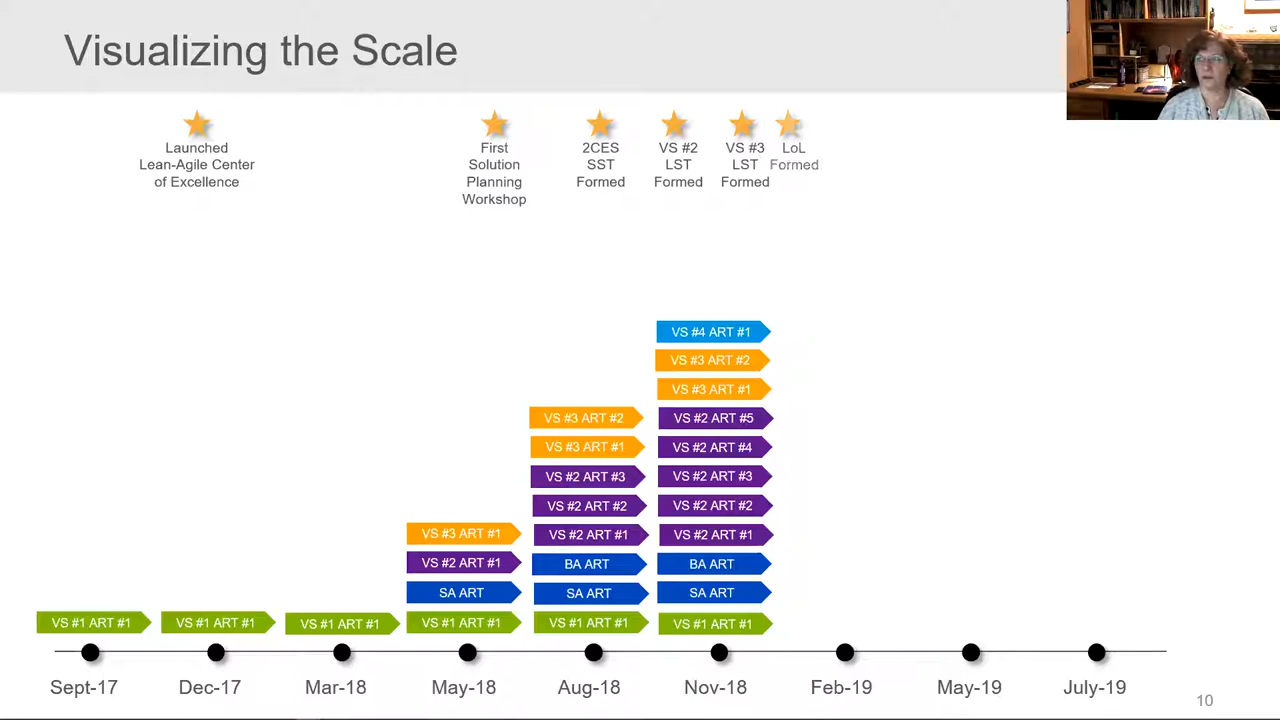 Visualizing the Scale
Launched
Lean-Agile Center
of Excellence
First
Solution
Planning
Workshop
2CES
SST
Formed
VS #2
LST
Formed
VS #3
LST
Formed
LoL
Formed
VS #4 ART #1
VS #3 ART #2
VS #3 ART #1
VS #3 ART #2
VS #2 ART #5
VS #3 ART #1
VS #2 ART #4
VS #2 ART #3
VS #2 ART #3
VS #2 ART #2
VS #2 ART #2
VS #3 ART #1
VS #2 ART #1
VS #2 ART #1
VS #2 ART #1
BA ART
BA ART
SA ART
SA ART
SA ART
VS #1 ART #1
VS #1 ART #1
VS #1 ART #1
VS #1 ART #1
VS #1 ART #1
VS #1 ART #1
Sept-17
Dec-17
Mar-18
May-18
Aug-18
Nov-18
Feb-19
May-19
July-19
10